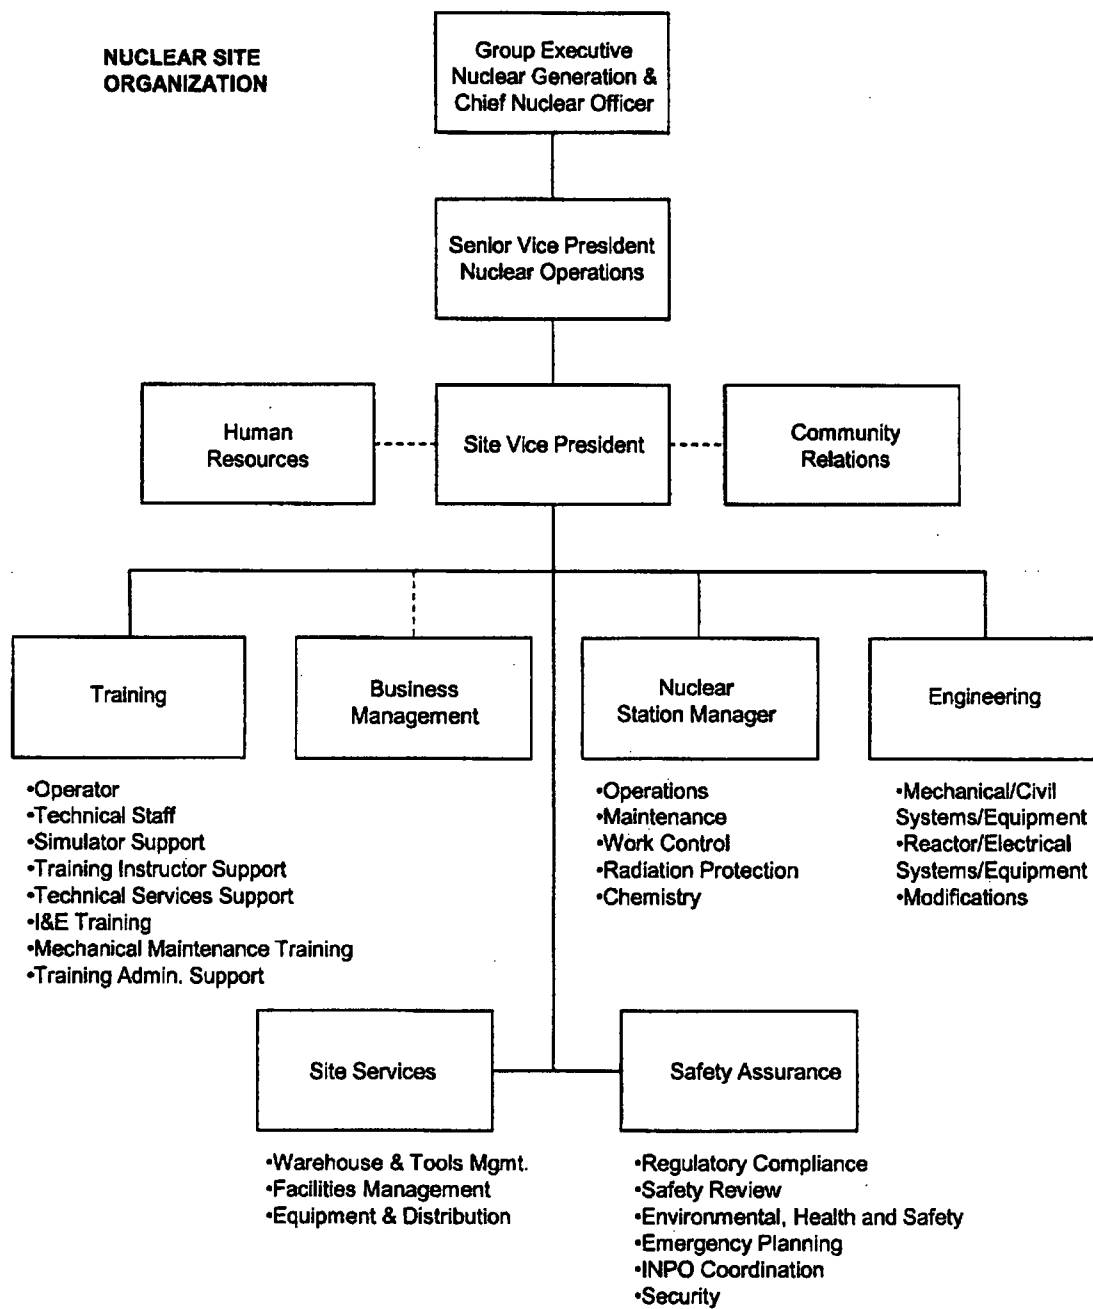 NUCLEAR SITE
ORGANIZATION
Group Executive
Nuclear Generation &
Chief Nuclear Officer
Senior Vice President
Nuclear Operations
Human
Resources
Site Vice President
Community
Relations
Training
Business
Management
Nuclear
Station Manager
Engineering
•Operator
•Technical Staff
•Simulator Support
•Training Instructor Support
•Technical Services Support
•I&E Training
•Mechanical Maintenance Training
•Training Admin. Support
•Operations
•Maintenance
•Work Control
•Radiation Protection
•Chemistry
•Mechanical/Civil
Systems/Equipment
•Reactor/Electrical
Systems/Equipment
•Modifications
Site Services
Safety Assurance
•Warehouse & Tools Mgmt.
•Facilities Management
•Equipment & Distribution
•Regulatory Compliance
•Safety Review
•Environmental, Health and Safety
•Emergency Planning
•INPO Coordination
•Security